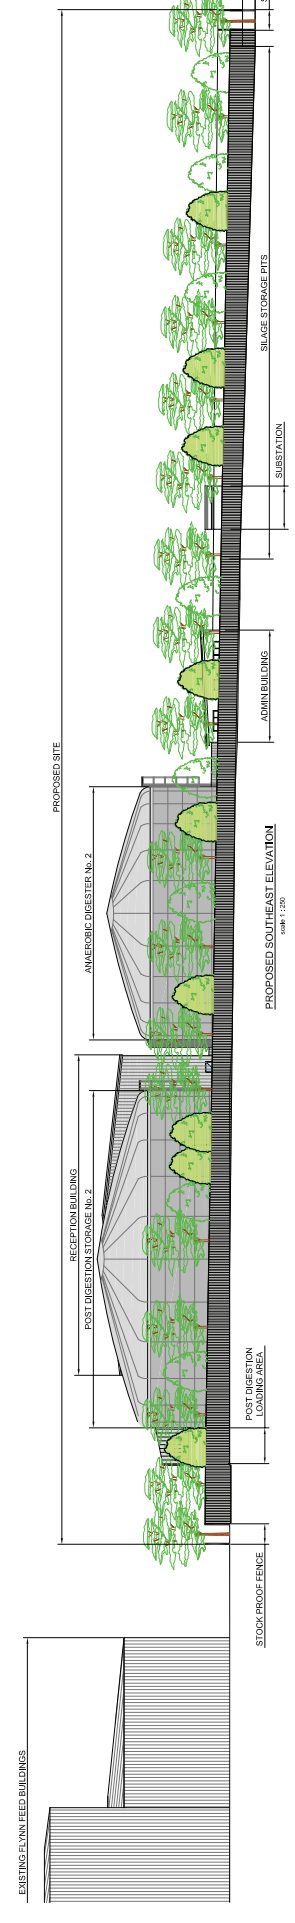 EXISTING FLYNN FEED BUILDINGS
PROPOSED SITE
RECEPTION BUILDING
POST DIGESTION STORAGE No. 2
ANAEROBIC DIGESTER No. 2
STOCK PROOF FENCE
POST DIGESTION
LOADING AREA
ADMIN BUILDING
SUBSTATION
SILAGE STORAGE PITS
PROPOSED SOUTHEAST ELEVATION
scale 1 : 250